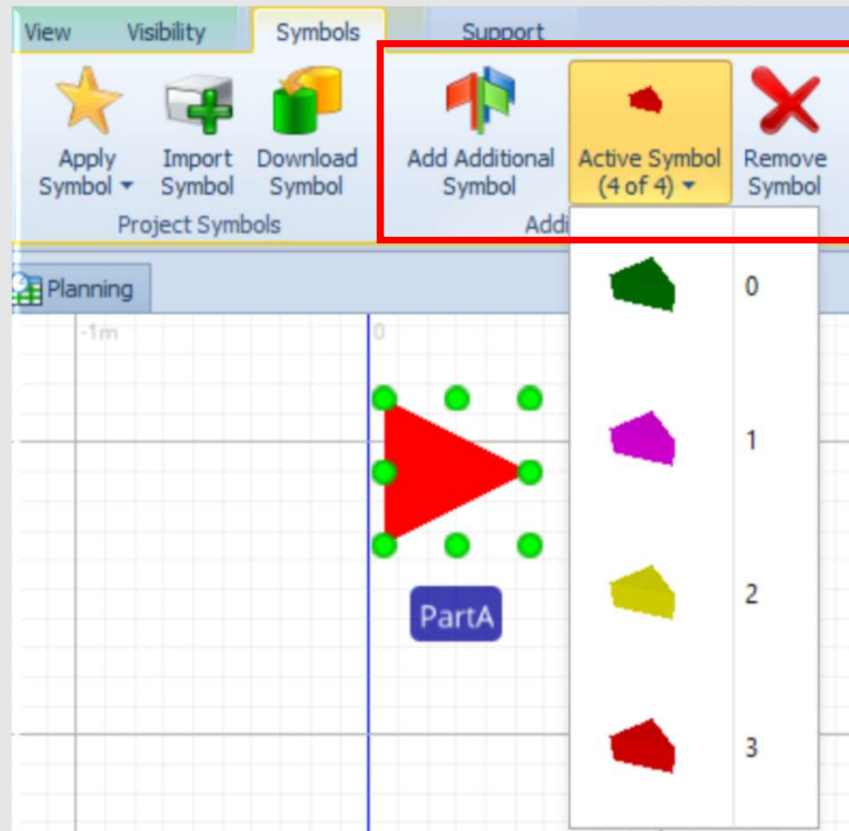 View Visibility Symbols Support
Apply Import Download Add Additional Active Symbol Remove
Symbol Symbol Symbol Symbol (4 of 4) Symbol
Project Symbols Addi
Planning
-1m 0
0
1
PartA
2
3